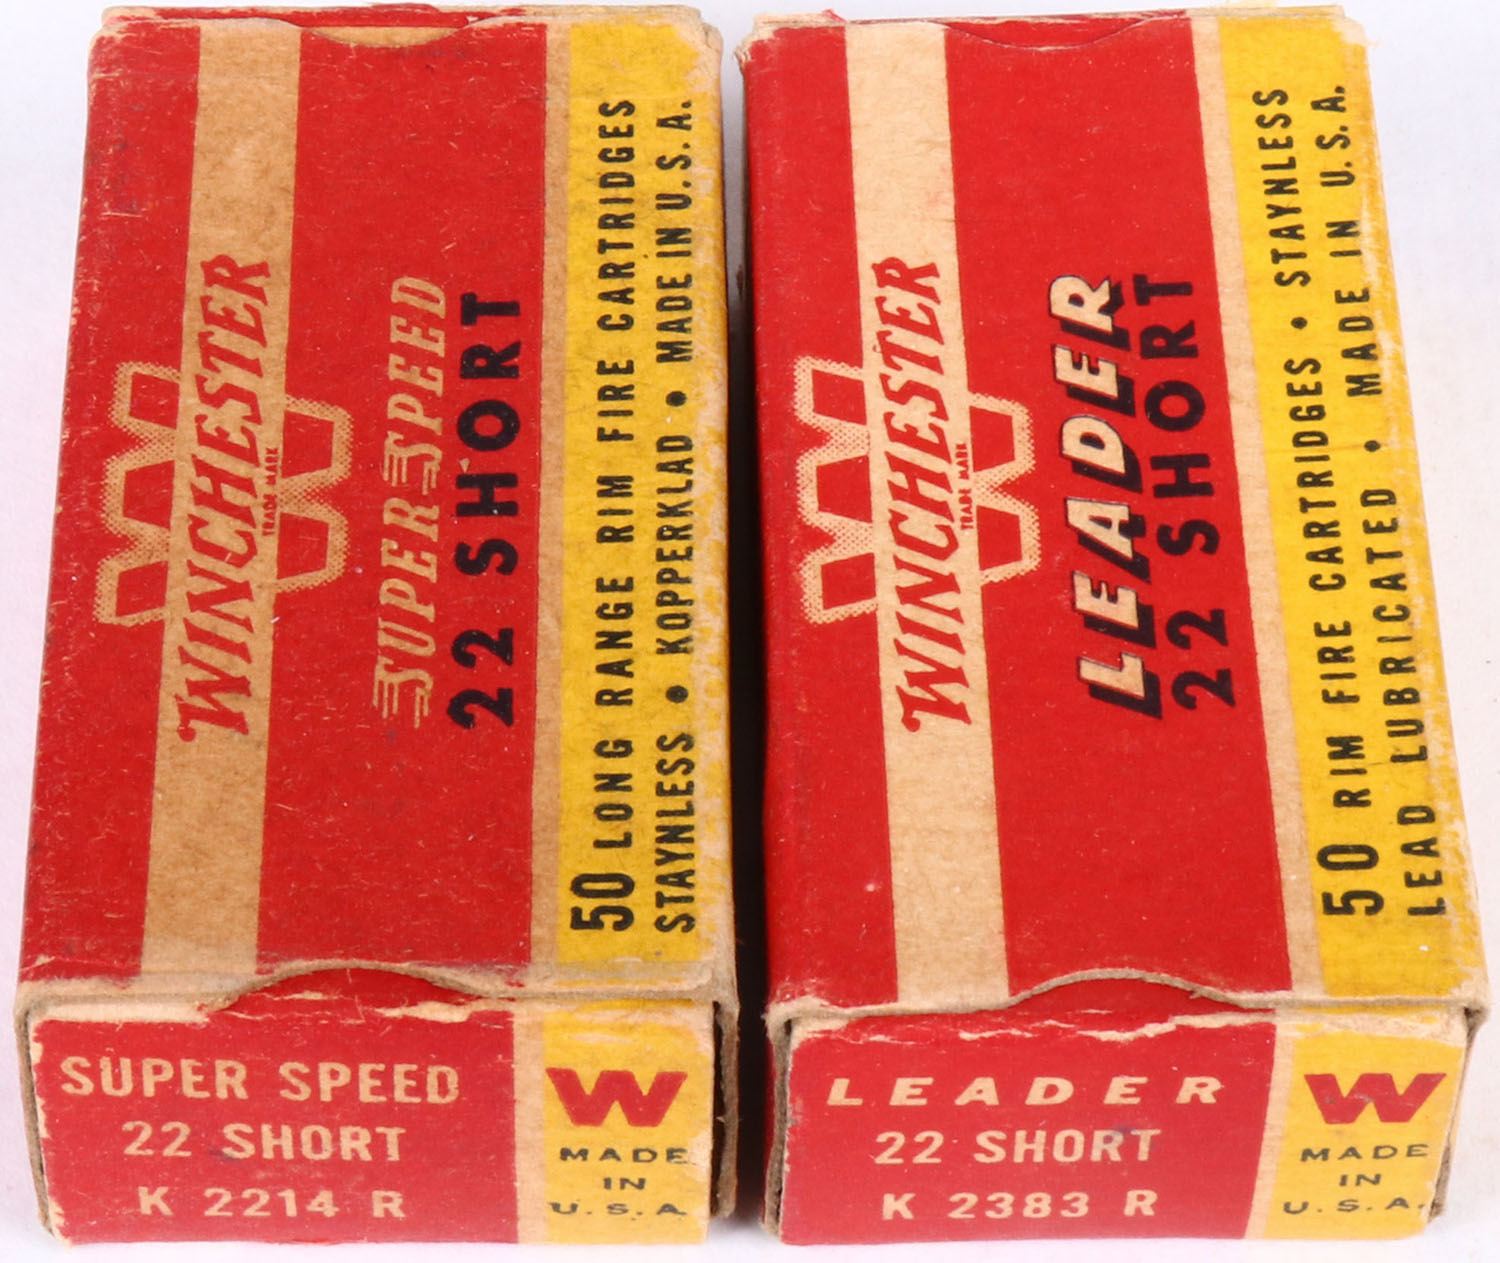 WINCHESTER
TRADE MARK
SUPER-SPEED
22 SHORT
50 LONG RANGE RIM FIRE CARTRIDGES
STAYNLESS • KOPPERKLAD • MADE IN U.S.A.
SUPER SPEED
22 SHORT
K 2214 R
W
MADE
IN
U.S.A.
WINCHESTER
TRADE MARK
LEADER
22 SHORT
50 RIM FIRE CARTRIDGES • STAYNLESS
LEAD LUBRICATED • MADE IN U.S.A.
LEADER
22 SHORT
K 2383 R
W
MADE
IN
U.S.A.